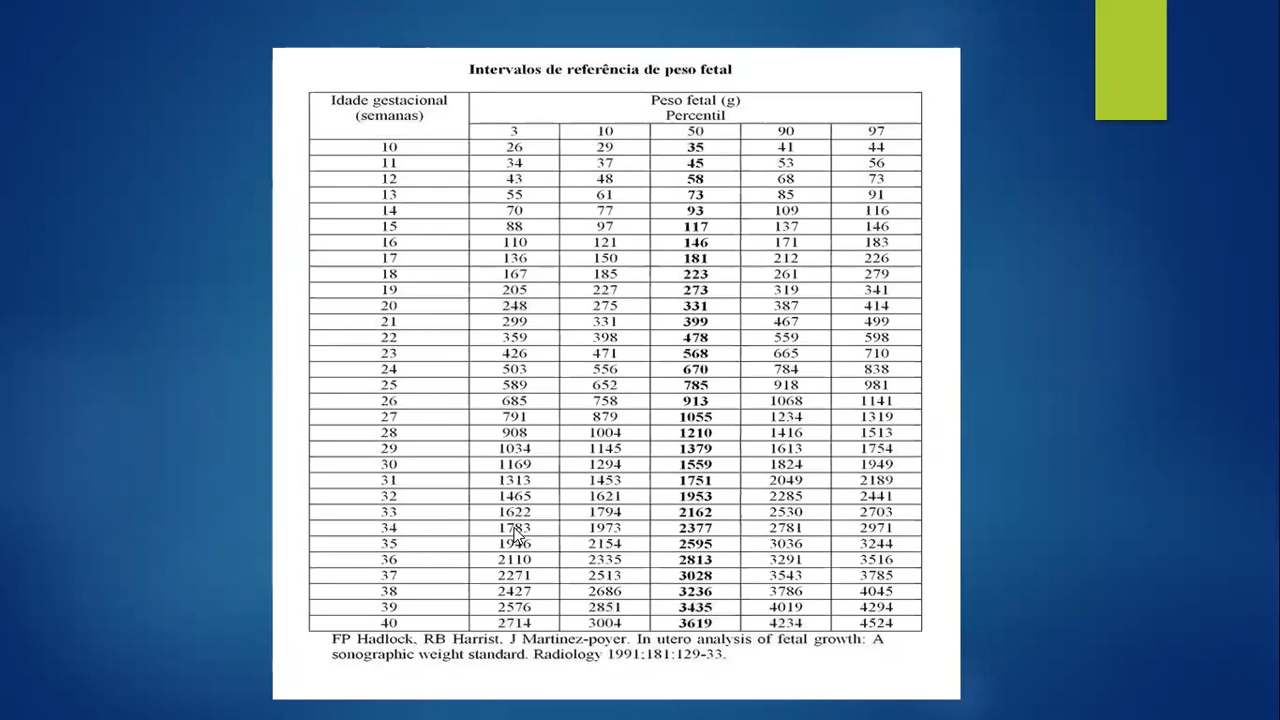 Intervalos de referência de peso fetal
Idade gestacional (semanas) Peso fetal (g)
Percentil
3 10 50 90 97
10 26 29 35 41 44
11 34 37 45 53 56
12 43 48 58 68 73
13 55 61 73 85 91
14 70 77 93 109 116
15 88 97 117 137 146
16 110 121 146 171 183
17 136 150 181 212 226
18 167 185 223 261 279
19 205 227 273 319 341
20 248 275 331 387 414
21 299 331 399 467 499
22 359 398 478 559 598
23 426 471 568 665 710
24 503 556 670 784 838
25 589 652 785 918 981
26 685 758 913 1068 1141
27 791 879 1055 1234 1319
28 908 1004 1210 1416 1513
29 1034 1145 1379 1613 1754
30 1169 1294 1559 1824 1949
31 1313 1453 1751 2049 2189
32 1465 1621 1953 2285 2441
33 1622 1794 2162 2530 2703
34 1783 1973 2377 2781 2971
35 1946 2154 2595 3036 3244
36 2110 2335 2813 3291 3516
37 2271 2513 3028 3543 3785
38 2427 2686 3236 3786 4045
39 2576 2851 3435 4019 4294
40 2714 3004 3619 4234 4524
FP Hadlock, RB Harrist, J Martinez-poyer. In utero analysis of fetal growth: A
sonographic weight standard. Radiology 1991;181:129-33.